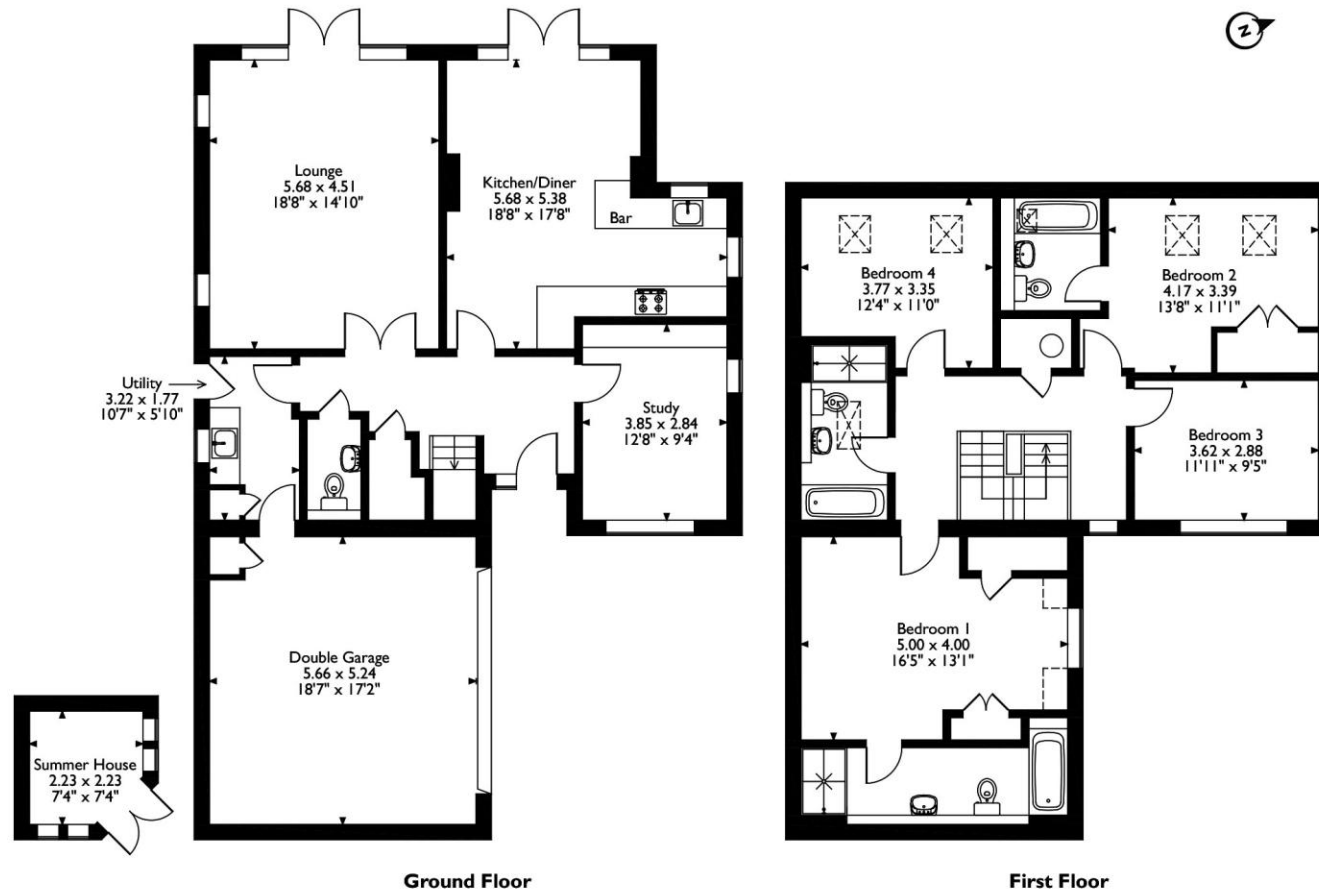 Z
Lounge
5.68 x 4.51
18'8" x 14'10"
Kitchen/Diner
5.68 x 5.38
18'8" x 17'8"
Bar
Utility
3.22 x 1.77
10'7" x 5'10"
Study
3.85 x 2.84
12'8" x 9'4"
Double Garage
5.66 x 5.24
18'7" x 17'2"
Summer House
2.23 x 2.23
7'4" x 7'4"
Ground Floor
Bedroom 4
3.77 x 3.35
12'4" x 11'0"
Bedroom 2
4.17 x 3.39
13'8" x 11'1"
Bedroom 3
3.62 x 2.88
11'11" x 9'5"
Bedroom 1
5.00 x 4.00
16'5" x 13'1"
First Floor